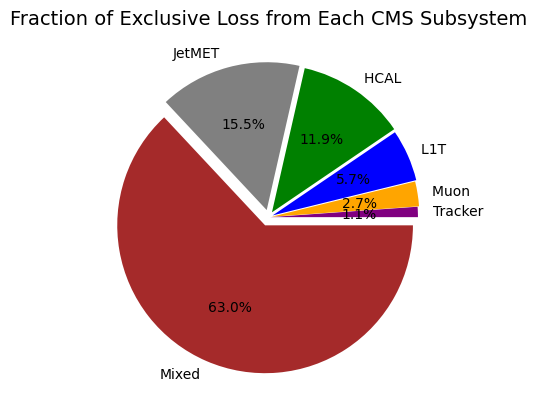 Fraction of Exclusive Loss from Each CMS Subsystem
JetMET
HCAL
15.5%
11.9%
L1T
5.7%
Muon
2.7%
Tracker
1.1%
63.0%
Mixed